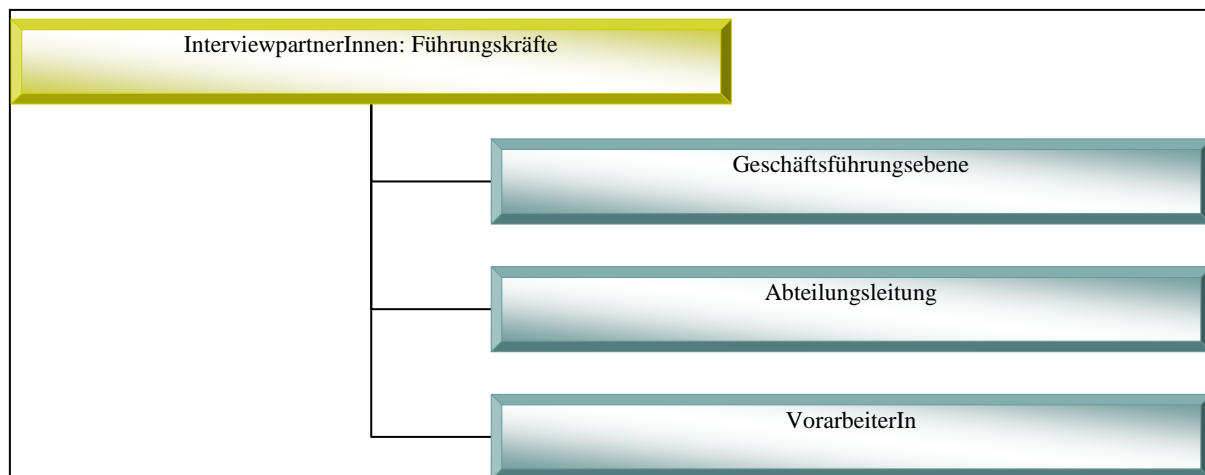 InterviewpartnerInnen: Führungskräfte
Geschäftsführungsebene
Abteilungsleitung
VorarbeiterIn